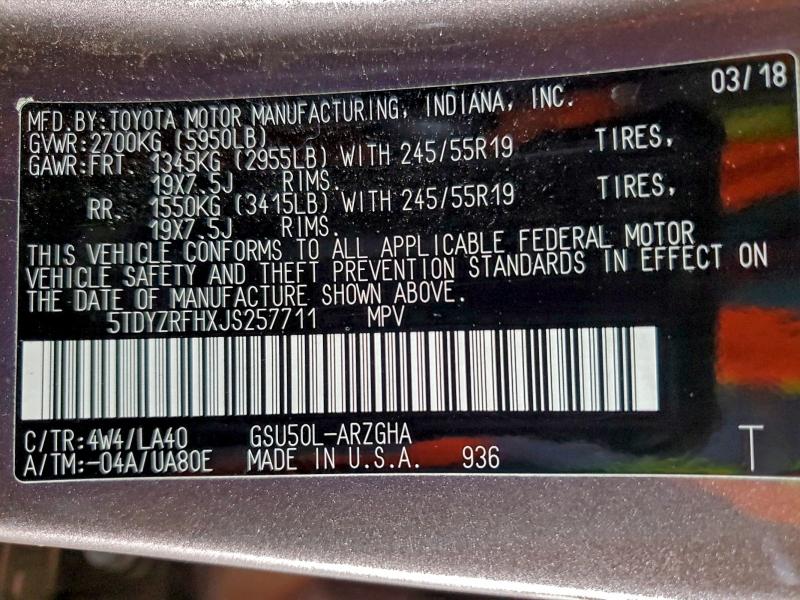 03/18
MFD.BY:TOYOTA MOTOR MANUFACTURING, INDIANA, INC.
GVWR:2700KG (5950LB)
GAWR:FRT. 1345KG (2955LB) WITH 245/55R19 TIRES,
19X7.5J RIMS.
RR. 1550KG (3415LB) WITH 245/55R19 TIRES,
19X7.5J RIMS.
THIS VEHICLE CONFORMS TO ALL APPLICABLE FEDERAL MOTOR
VEHICLE SAFETY AND THEFT PREVENTION STANDARDS IN EFFECT ON
THE DATE OF MANUFACTURE SHOWN ABOVE.
5TDYZRFHXJS257711 MPV
C/TR:4W4/LA40 GSU50L-ARZGHA
A/TM:-04A/UA80E MADE IN U.S.A. 936 T